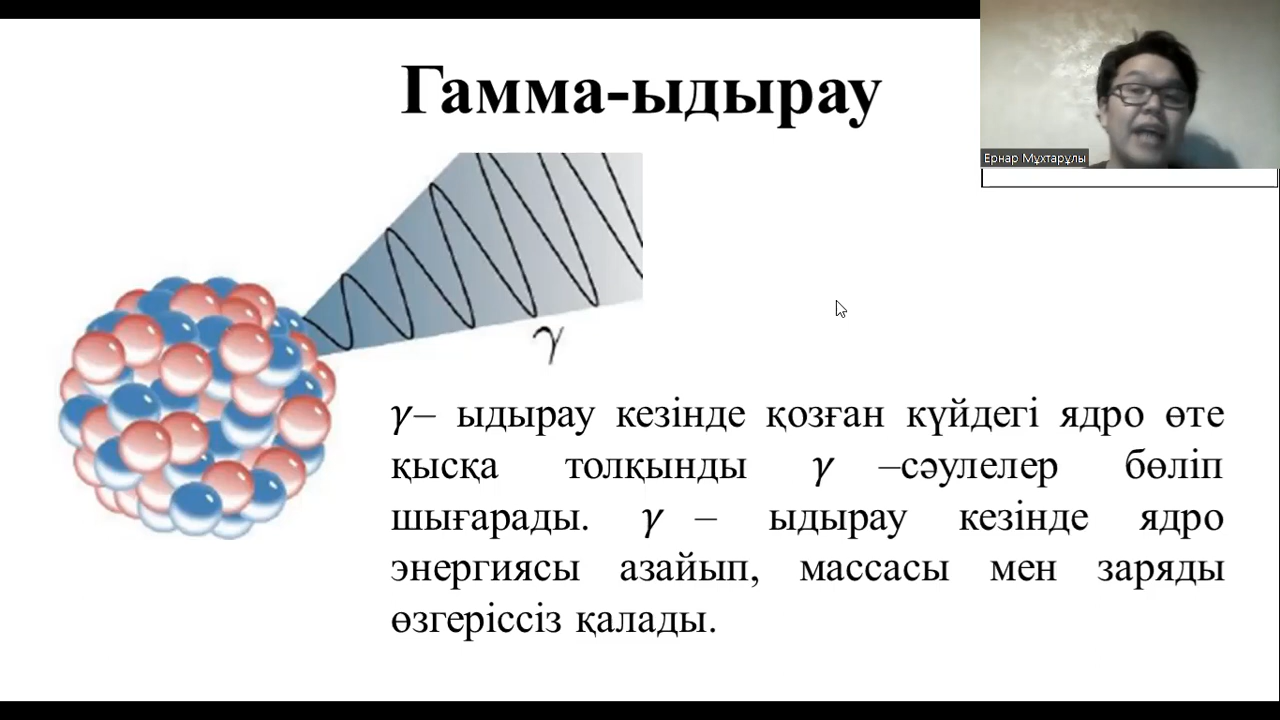 Гамма-ыдырау
Ернар Мұхтарұлы
γ
γ– ыдырау кезінде қозған күйдегі ядро өте
қысқа толқынды γ –сәулелер бөліп
шығарады. γ – ыдырау кезінде ядро
энергиясы азайып, массасы мен заряды
өзгеріссіз қалады.